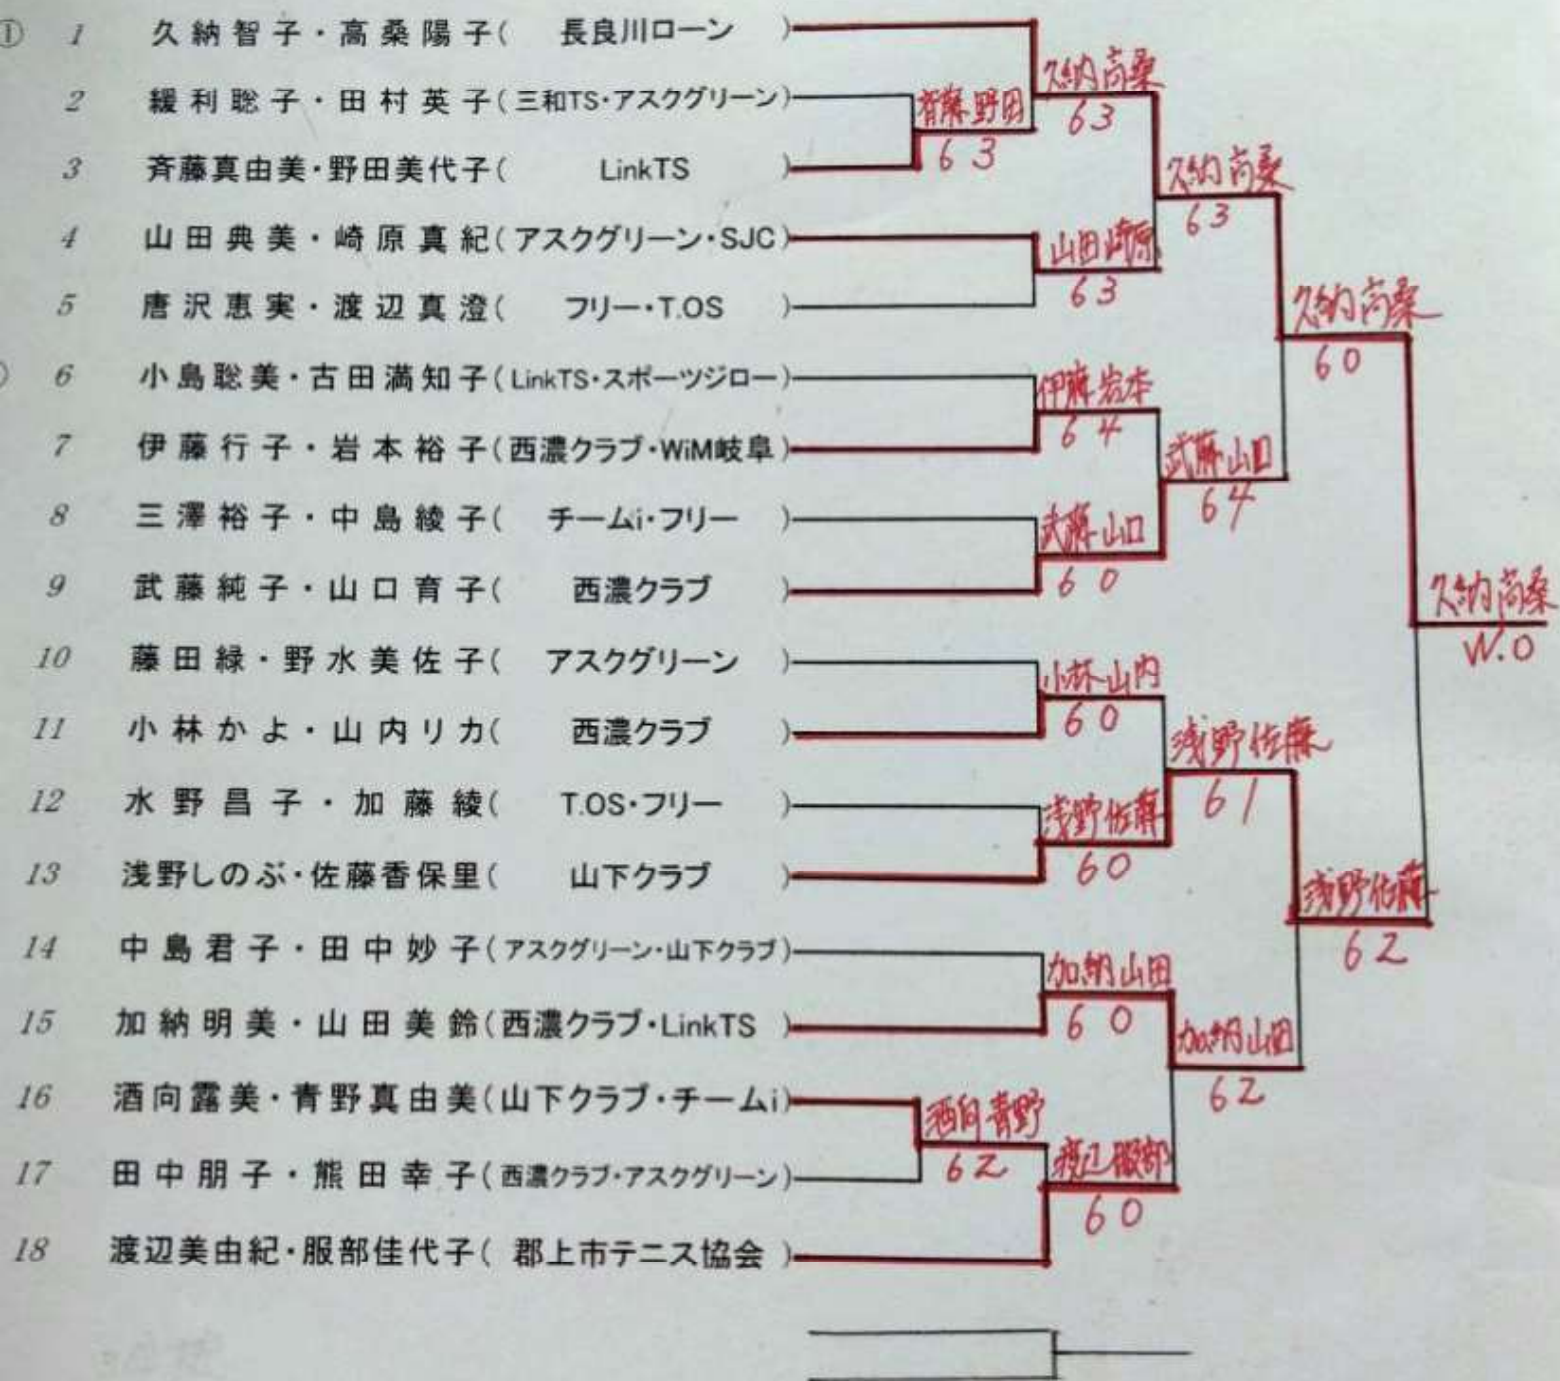 ① 1 久納智子・高桑陽子( 長良川ローン )
2 緩利聡子・田村英子(三和TS・アスクグリーン)
3 斉藤真由美・野田美代子( LinkTS )
4 山田典美・崎原真紀(アスクグリーン・SJC)
5 唐沢恵実・渡辺真澄( フリー・T.OS )
6 小島聡美・古田満知子(LinkTS・スポーツジロー)
7 伊藤行子・岩本裕子(西濃クラブ・WiM岐阜)
8 三澤裕子・中島綾子( チームi・フリー )
9 武藤純子・山口育子( 西濃クラブ )
10 藤田緑・野水美佐子( アスクグリーン )
11 小林かよ・山内リカ( 西濃クラブ )
12 水野昌子・加藤綾( T.OS・フリー )
13 浅野しのぶ・佐藤香保里( 山下クラブ )
14 中島君子・田中妙子(アスクグリーン・山下クラブ)
15 加納明美・山田美鈴(西濃クラブ・LinkTS )
16 酒向露美・青野真由美(山下クラブ・チームi)
17 田中朋子・熊田幸子(西濃クラブ・アスクグリーン)
18 渡辺美由紀・服部佳代子( 郡上市テニス協会 )
斉藤 野田
63
酒向 青野
62
久納 高桑
63
山田 崎原
63
伊藤 岩本
64
武藤 山口
60
小林 山内
60
浅野 佐藤
60
加納 山田
60
渡辺 服部
60
久納 高桑
63
武藤 山口
64
浅野 佐藤
61
加納 山田
62
久納 高桑
60
浅野 佐藤
62
久納 高桑
W.O